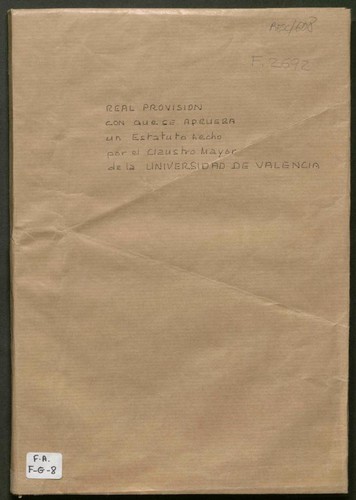 F. 2692
REAL PROVISION
con que se aprueba
un Estatuto hecho
por el Claustro Mayor
de la UNIVERSIDAD DE VALENCIA
F.A.
F-G-8